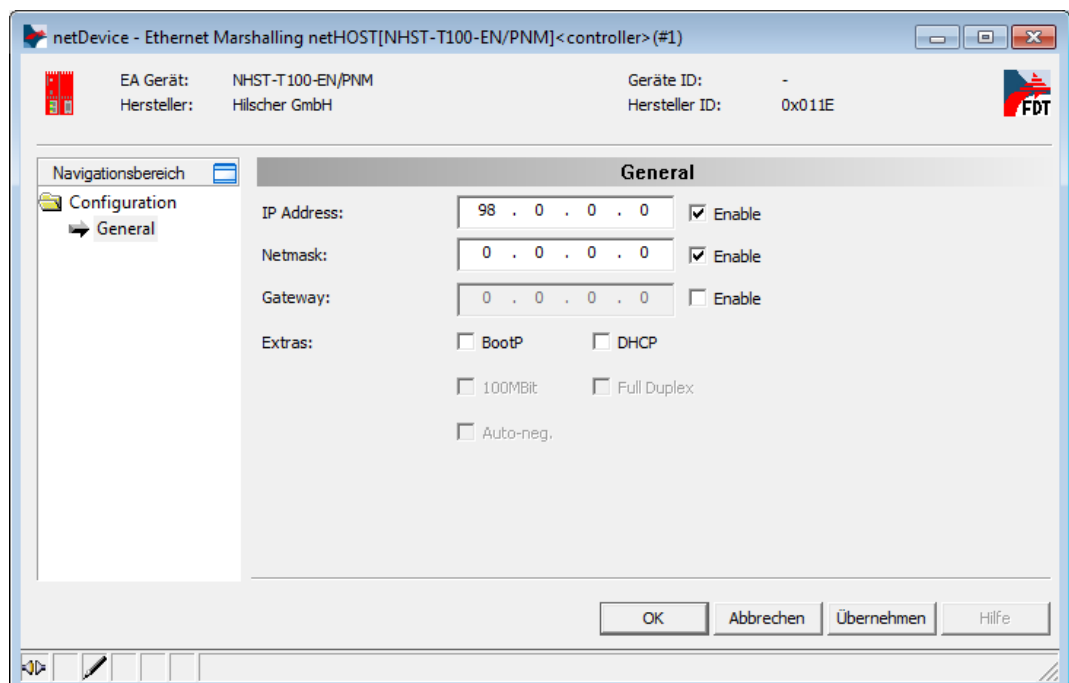 netDevice - Ethernet Marshalling netHOST[NHST-T100-EN/PNM]<controller>(#1)
EA Gerät: NHST-T100-EN/PNM Geräte ID: -
Hersteller: Hilscher GmbH Hersteller ID: 0x011E
FDT
Navigationsbereich
General
Configuration
General
IP Address: 98 . 0 . 0 . 0 Enable
Netmask: 0 . 0 . 0 . 0 Enable
Gateway: 0 . 0 . 0 . 0 Enable
Extras: BootP DHCP
100MBit Full Duplex
Auto-neg.
OK Abbrechen Übernehmen Hilfe